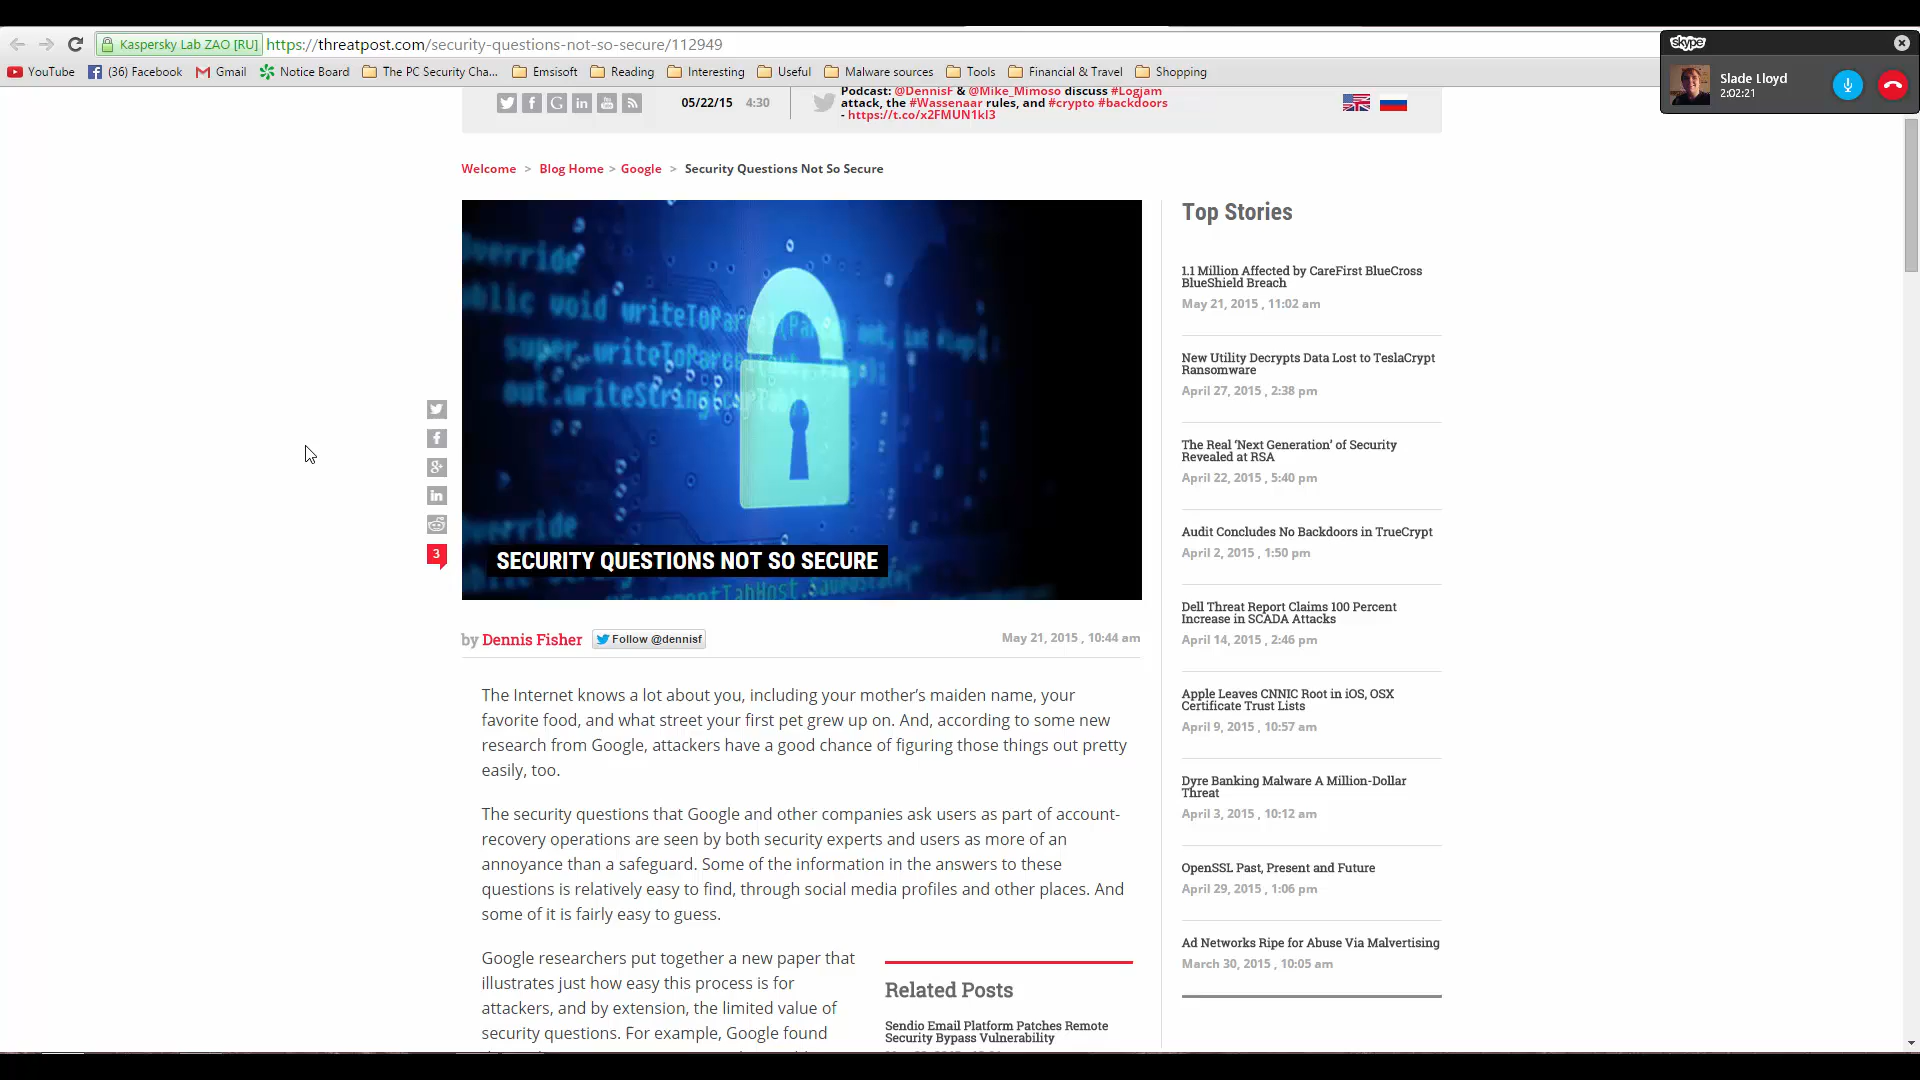 Kaspersky Lab ZAO [RU] https://threatpost.com/security-questions-not-so-secure/112949
YouTube (36) Facebook Gmail Notice Board The PC Security Cha... Emsisoft Reading Interesting Useful Malware sources Tools Financial & Travel Shopping
skype
Slade Lloyd
2:02:21
05/22/15 4:30
Podcast: @DennisF & @Mike_Mimoso discuss #Logjam
attack, the #Wassenaar rules, and #crypto #backdoors
- https://t.co/x2FMUN1kI3
Welcome > Blog Home > Google > Security Questions Not So Secure
override
public void writeToParcel
super.writeToParcel
out.writeString
SECURITY QUESTIONS NOT SO SECURE
3
by Dennis Fisher Follow @dennisf May 21, 2015 , 10:44 am
The Internet knows a lot about you, including your mother’s maiden name, your
favorite food, and what street your first pet grew up on. And, according to some new
research from Google, attackers have a good chance of figuring those things out pretty
easily, too.
The security questions that Google and other companies ask users as part of account-
recovery operations are seen by both security experts and users as more of an
annoyance than a safeguard. Some of the information in the answers to these
questions is relatively easy to find, through social media profiles and other places. And
some of it is fairly easy to guess.
Google researchers put together a new paper that
illustrates just how easy this process is for
attackers, and by extension, the limited value of
security questions. For example, Google found
Related Posts
Sendio Email Platform Patches Remote
Security Bypass Vulnerability
Top Stories
1.1 Million Affected by CareFirst BlueCross
BlueShield Breach
May 21, 2015 , 11:02 am
New Utility Decrypts Data Lost to TeslaCrypt
Ransomware
April 27, 2015 , 2:38 pm
The Real ‘Next Generation’ of Security
Revealed at RSA
April 22, 2015 , 5:40 pm
Audit Concludes No Backdoors in TrueCrypt
April 2, 2015 , 1:50 pm
Dell Threat Report Claims 100 Percent
Increase in SCADA Attacks
April 14, 2015 , 2:46 pm
Apple Leaves CNNIC Root in iOS, OSX
Certificate Trust Lists
April 9, 2015 , 10:57 am
Dyre Banking Malware A Million-Dollar
Threat
April 3, 2015 , 10:12 am
OpenSSL Past, Present and Future
April 29, 2015 , 1:06 pm
Ad Networks Ripe for Abuse Via Malvertising
March 30, 2015 , 10:05 am